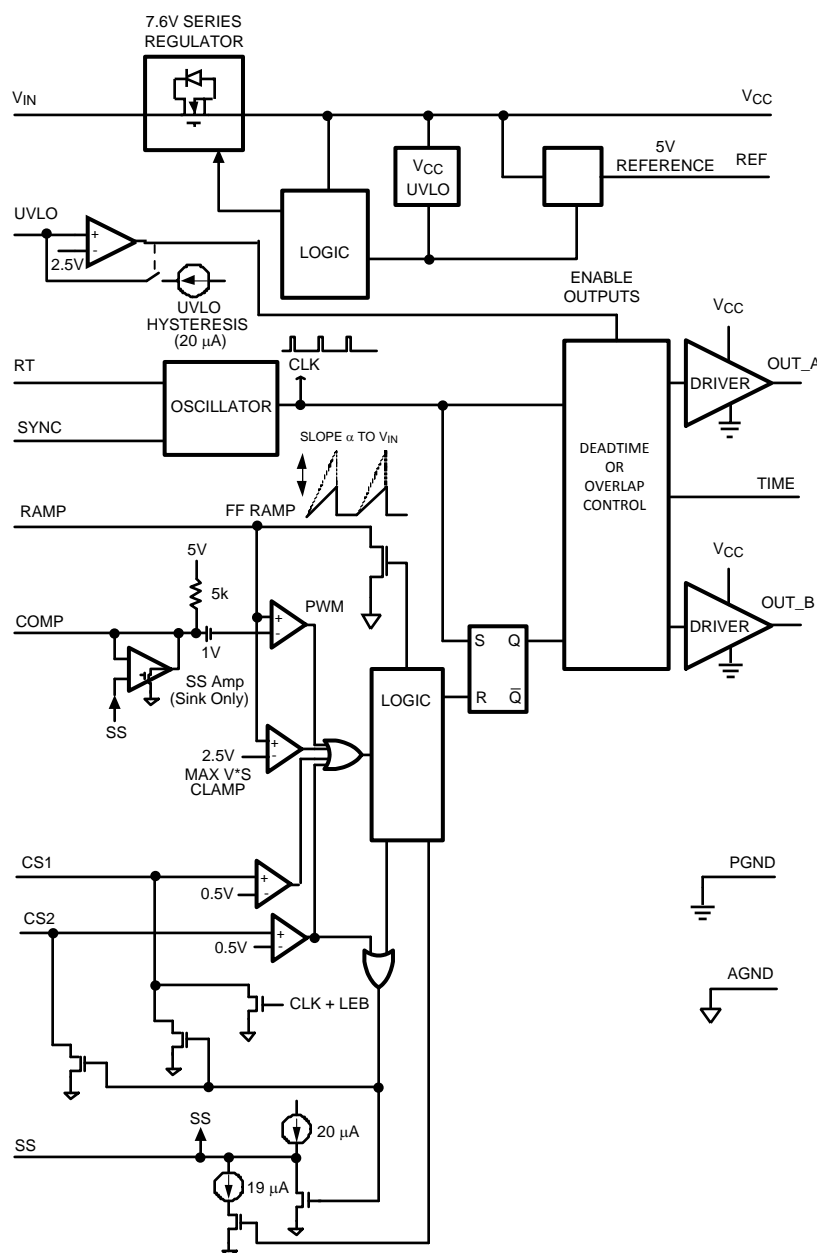 7.6V SERIES
REGULATOR
VIN
VCC
5V
REFERENCE
REF
VCC
UVLO
LOGIC
UVLO
+
-
2.5V
UVLO
HYSTERESIS
(20 μA)
ENABLE
OUTPUTS
VCC
OUT_A
DRIVER
CLK
RT
OSCILLATOR
SYNC
SLOPE α TO VIN
DEADTIME
OR
OVERLAP
CONTROL
TIME
RAMP
FF RAMP
5V
5k
PWM
COMP
+
-
1V
SS Amp
(Sink Only)
SS
VCC
OUT_B
DRIVER
S Q
R Q̅
LOGIC
+
-
2.5V
MAX V*S
CLAMP
CS1
+
-
0.5V
CS2
+
-
0.5V
PGND
AGND
CLK + LEB
SS
20 μA
SS
19 μA